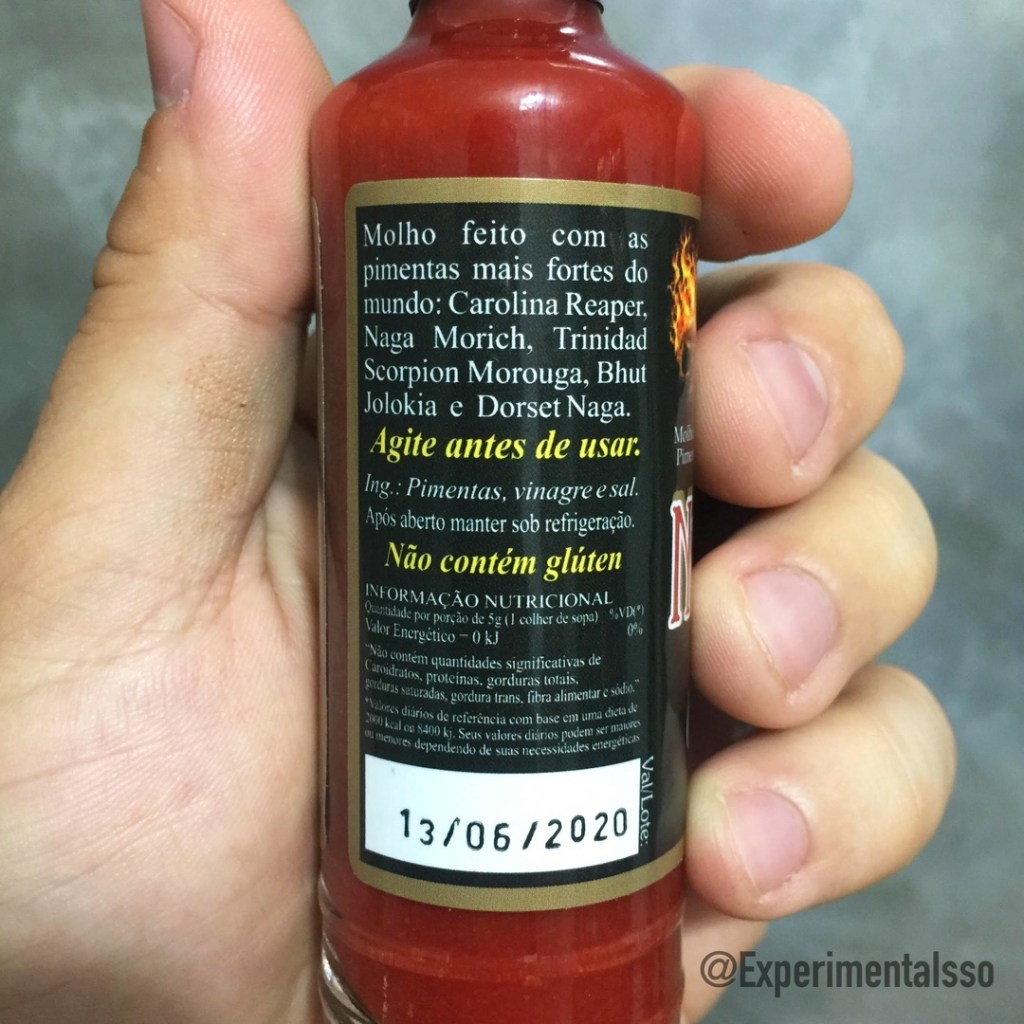 Molho feito com as
pimentas mais fortes do
mundo: Carolina Reaper,
Naga Morich, Trinidad
Scorpion Morouga, Bhut
Jolokia e Dorset Naga.
Agite antes de usar.
Ing.: Pimentas, vinagre e sal.
Após aberto manter sob refrigeração.
Não contém glúten
INFORMAÇÃO NUTRICIONAL
Quantidade por porção de 5g (1 colher de sopa) %VD(*)
Valor Energético = 0 kJ 0%
"Não contém quantidades significativas de
Caroidratos, proteínas, gorduras totais,
gorduras saturadas, gordura trans, fibra alimentar e sódio."
*Valores diários de referência com base em uma dieta de
2000 kcal ou 8400 kj. Seus valores diários podem ser maiores
ou menores dependendo de suas necessidades energéticas
Val/Lote:
13/06/2020
@Experimentalsso